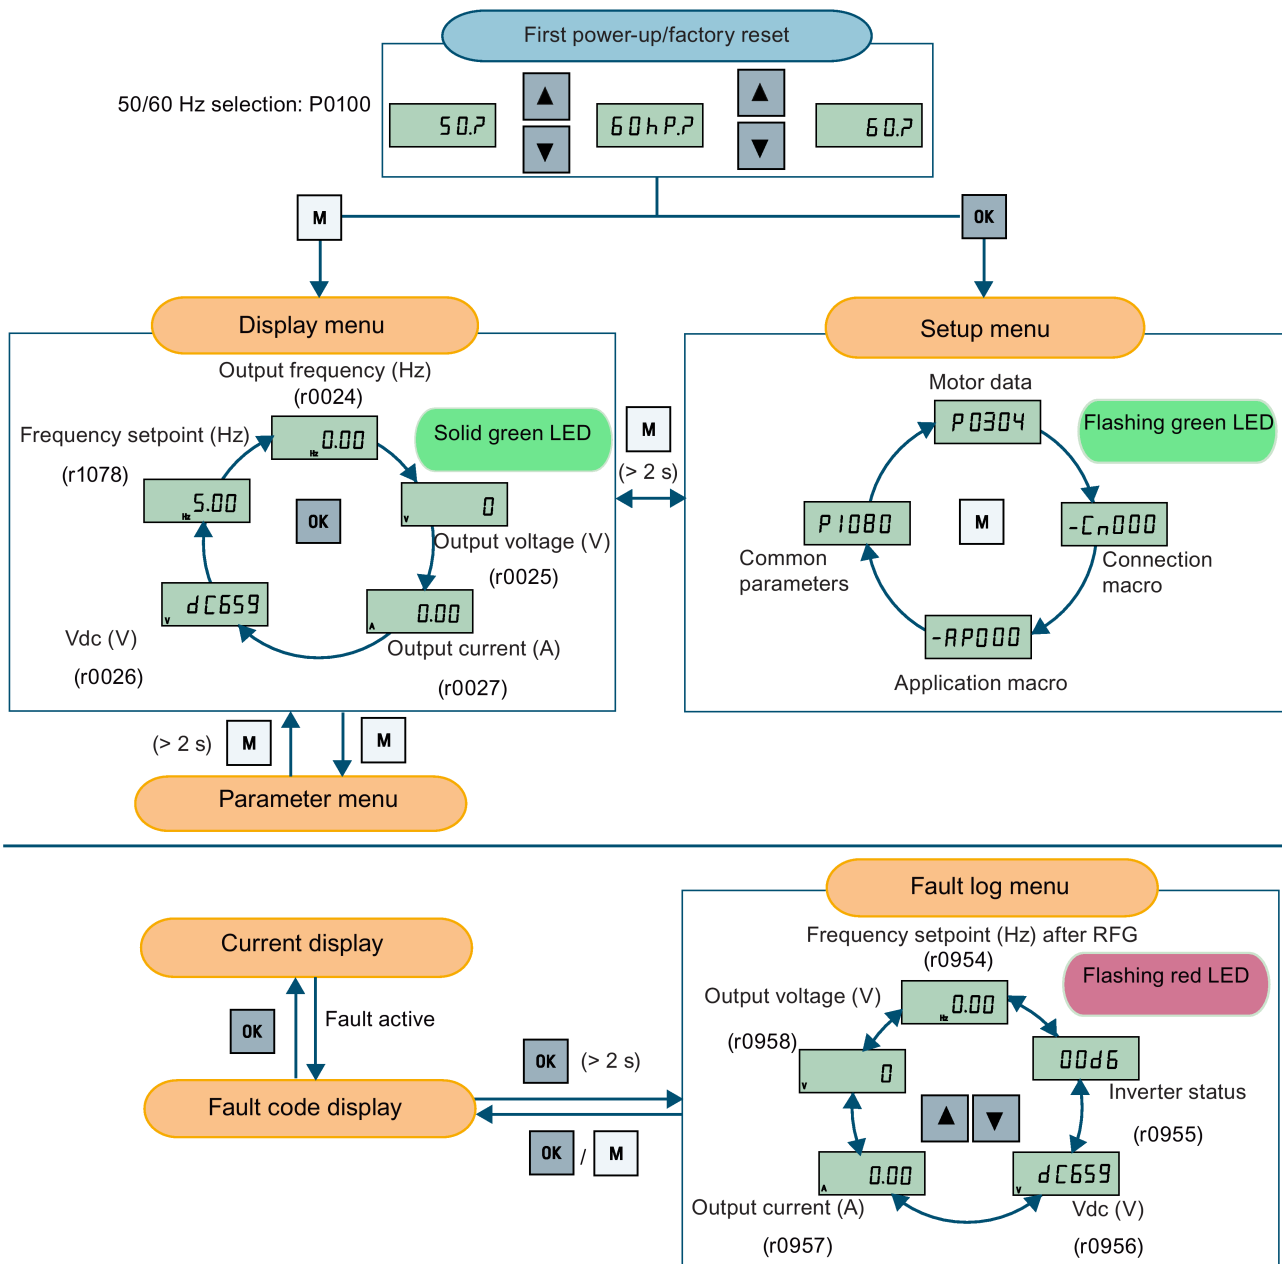 First power-up/factory reset
50/60 Hz selection: P0100
50.?
60hP.?
60.?
M
OK
Display menu
Output frequency (Hz)
(r0024)
Hz 0.00
Solid green LED
Frequency setpoint (Hz)
(r1078)
Hz 5.00
OK
V 0
Output voltage (V)
(r0025)
V dC659
Vdc (V)
(r0026)
A 0.00
Output current (A)
(r0027)
M
(> 2 s)
Setup menu
Motor data
P0304
Flashing green LED
P1080
Common
parameters
M
-Cn000
Connection
macro
-AP000
Application macro
(> 2 s)
M
M
Parameter menu
Current display
OK
Fault active
Fault code display
OK
(> 2 s)
OK / M
Fault log menu
Frequency setpoint (Hz) after RFG
(r0954)
Hz 0.00
Flashing red LED
Output voltage (V)
(r0958)
V 0
00d6
Inverter status
(r0955)
A 0.00
Output current (A)
(r0957)
V dC659
Vdc (V)
(r0956)